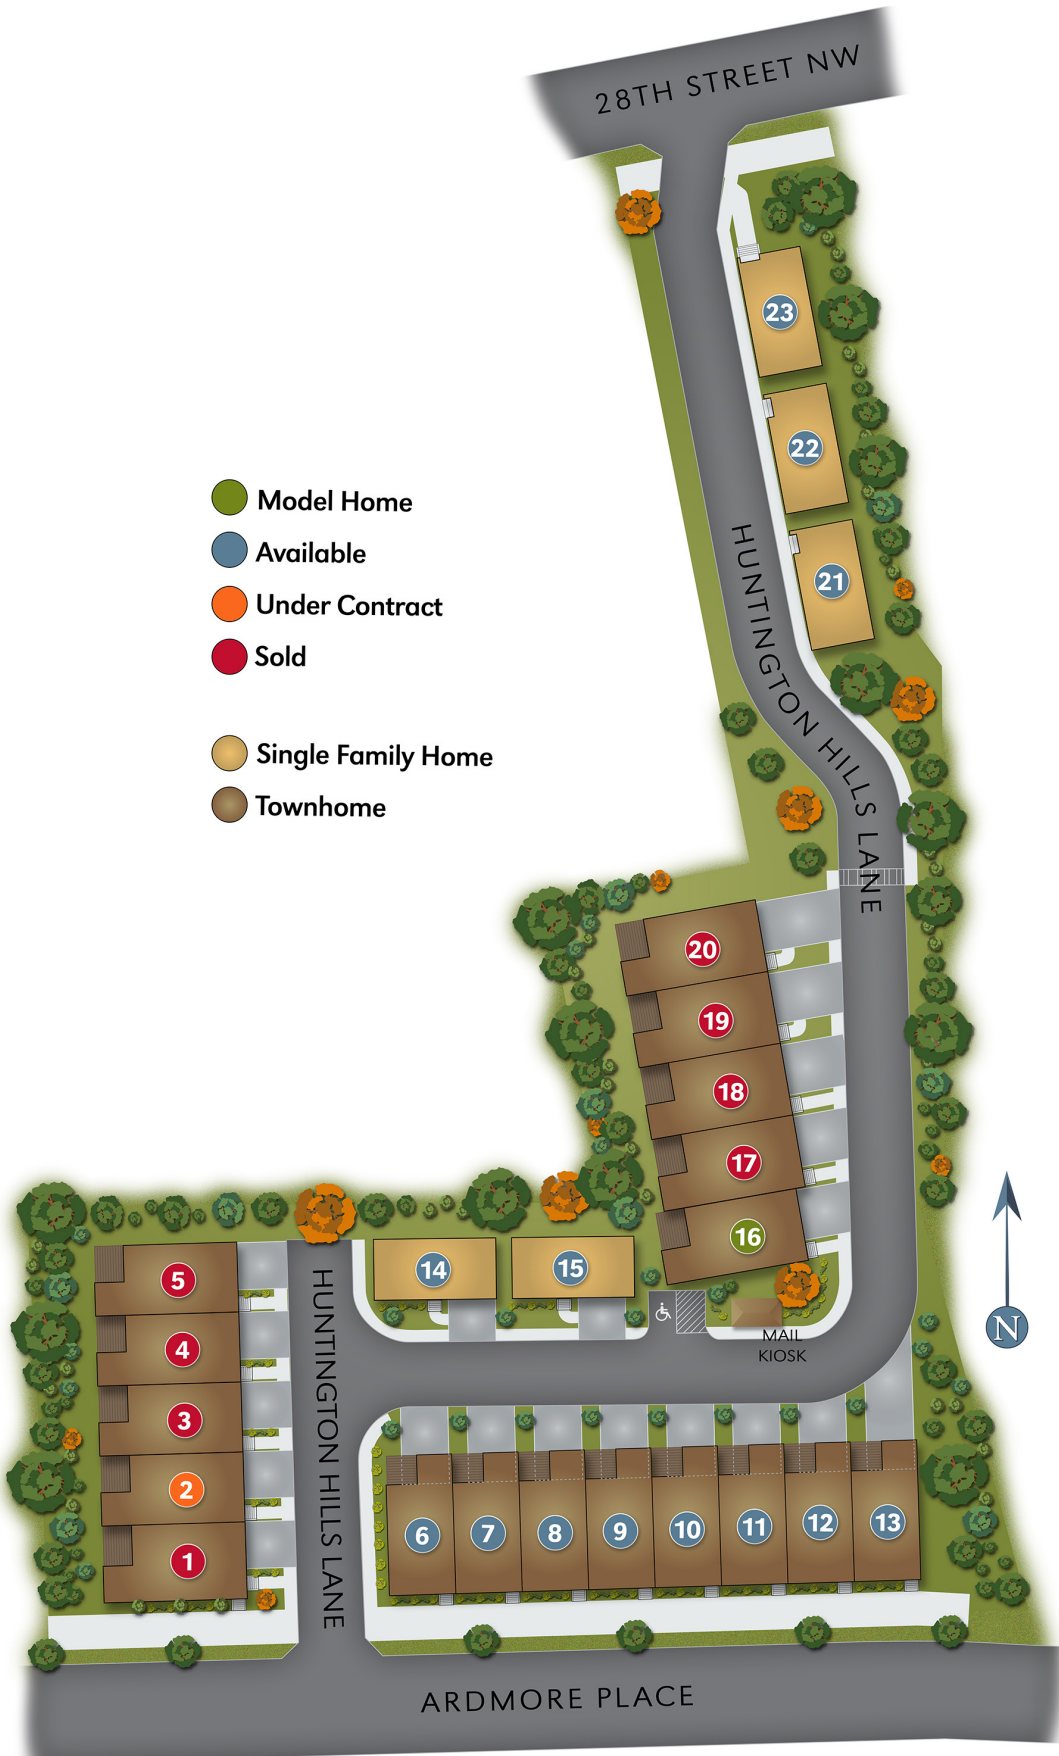 28TH STREET NW
23
22
Model Home
Available
HUNTINGTON HILLS LANE
21
Under Contract
Sold
Single Family Home
Townhome
20
19
18
17
16
5
14
15
4
MAIL
KIOSK
N
HUNTINGTON HILLS LANE
3
2
1
6
7
8
9
10
11
12
13
ARDMORE PLACE